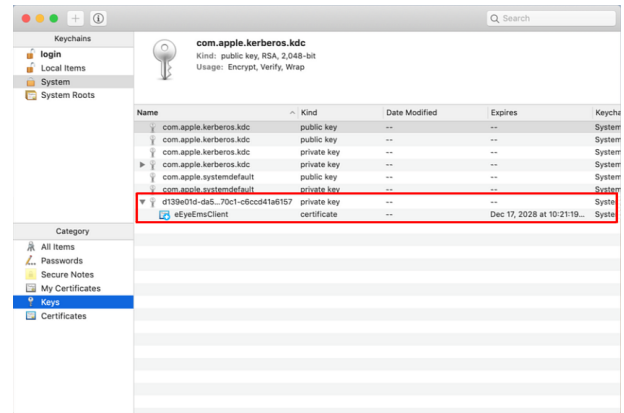 Search
Keychains
login
Local Items
System
System Roots
com.apple.kerberos.kdc
Kind: public key, RSA, 2,048-bit
Usage: Encrypt, Verify, Wrap
Name Kind Date Modified Expires Keycha
com.apple.kerberos.kdc public key -- -- System
com.apple.kerberos.kdc public key -- -- System
com.apple.kerberos.kdc private key -- -- System
com.apple.kerberos.kdc private key -- -- System
com.apple.systemdefault public key -- -- System
com.apple.systemdefault private key -- -- System
d139e01d-da5...70c1-c6ccd41a6157 private key -- -- Syste
eEyeEmsClient certificate -- Dec 17, 2028 at 10:21:19... Syste
Category
All Items
Passwords
Secure Notes
My Certificates
Keys
Certificates